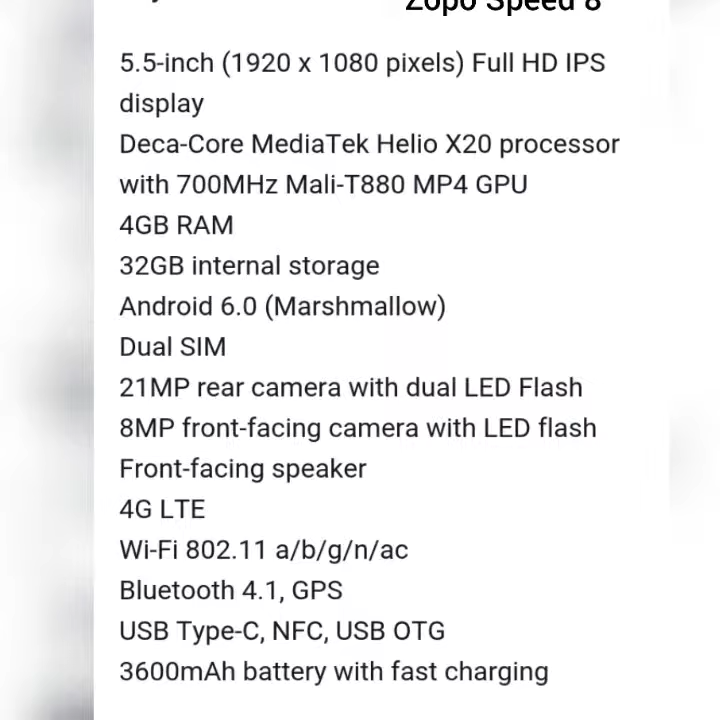 Zopo Speed 8
5.5-inch (1920 x 1080 pixels) Full HD IPS
display
Deca-Core MediaTek Helio X20 processor
with 700MHz Mali-T880 MP4 GPU
4GB RAM
32GB internal storage
Android 6.0 (Marshmallow)
Dual SIM
21MP rear camera with dual LED Flash
8MP front-facing camera with LED flash
Front-facing speaker
4G LTE
Wi-Fi 802.11 a/b/g/n/ac
Bluetooth 4.1, GPS
USB Type-C, NFC, USB OTG
3600mAh battery with fast charging